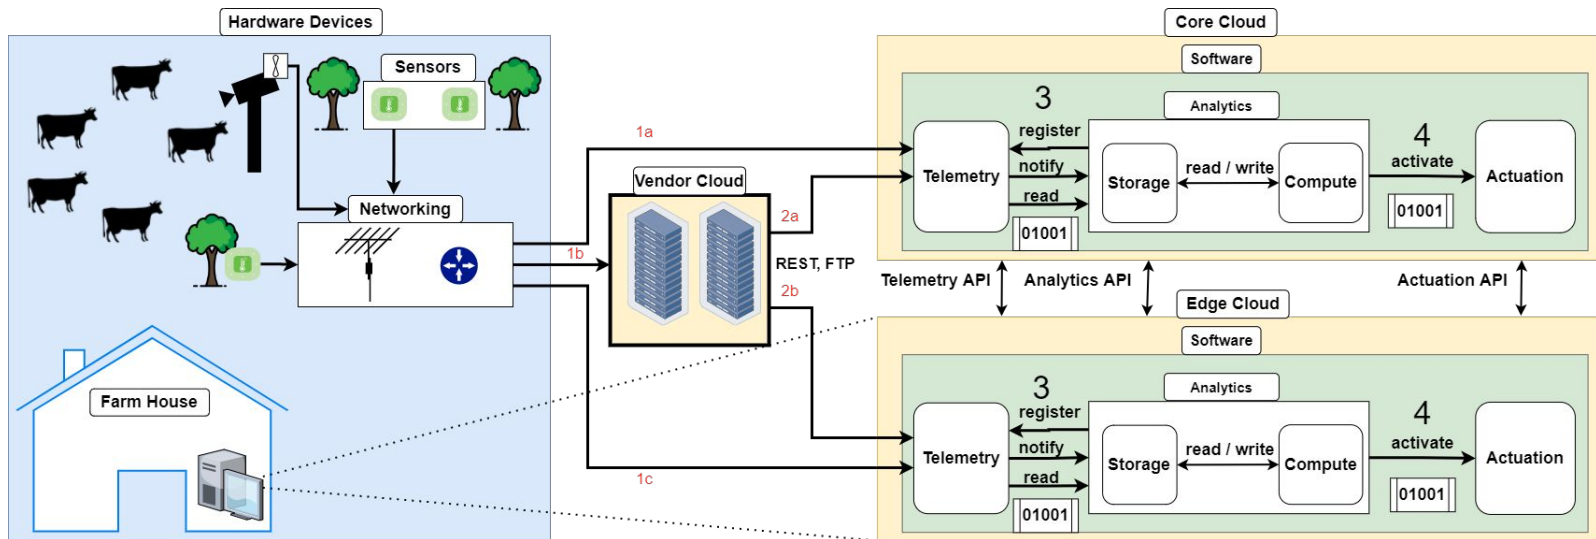 Hardware Devices
Sensors
Networking
Farm House
1a
1b
1c
Vendor Cloud
2a
REST, FTP
2b
Core Cloud
Software
3
Analytics
register
notify
read
01001
Telemetry
Storage
read / write
Compute
4
activate
01001
Actuation
Telemetry API
Analytics API
Actuation API
Edge Cloud
Software
3
Analytics
register
notify
read
01001
Telemetry
Storage
read / write
Compute
4
activate
01001
Actuation